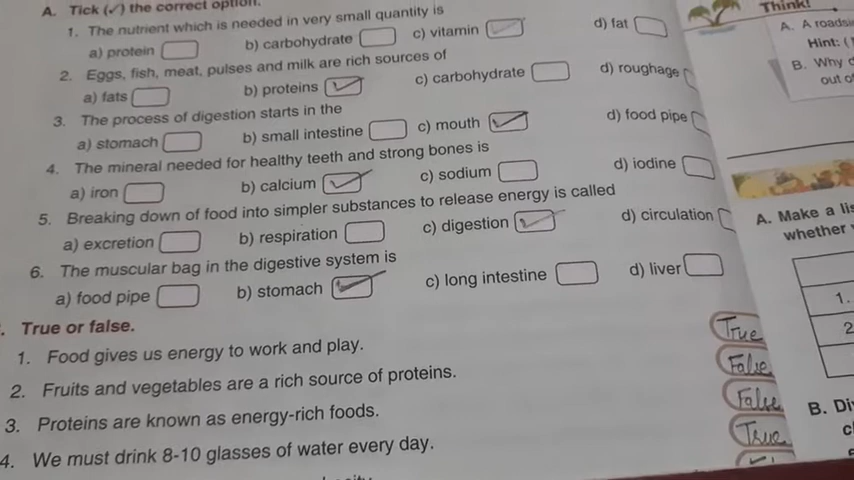 A. Tick (✓) the correct option.
1. The nutrient which is needed in very small quantity is
a) protein b) carbohydrate c) vitamin ✓ d) fat
2. Eggs, fish, meat, pulses and milk are rich sources of
a) fats b) proteins ✓ c) carbohydrate d) roughage
3. The process of digestion starts in the
a) stomach b) small intestine c) mouth ✓ d) food pipe
4. The mineral needed for healthy teeth and strong bones is
a) iron b) calcium ✓ c) sodium d) iodine
5. Breaking down of food into simpler substances to release energy is called
a) excretion b) respiration c) digestion ✓ d) circulation
6. The muscular bag in the digestive system is
a) food pipe b) stomach ✓ c) long intestine d) liver
. True or false.
1. Food gives us energy to work and play. True
2. Fruits and vegetables are a rich source of proteins. False
3. Proteins are known as energy-rich foods. False
4. We must drink 8-10 glasses of water every day. True
Think!
A. A
Hint: (
B. Why
out
A. Make a
whether
1.
2
B.